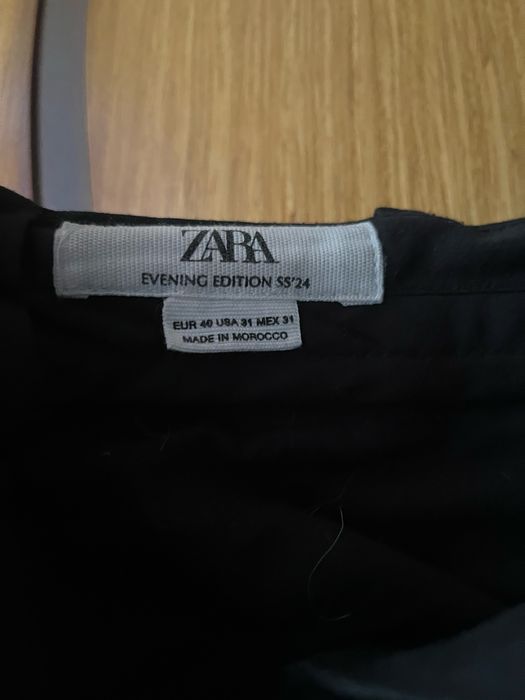 ZARA
EVENING EDITION SS'24
EUR 40 USA 31 MEX 31
MADE IN MOROCCO